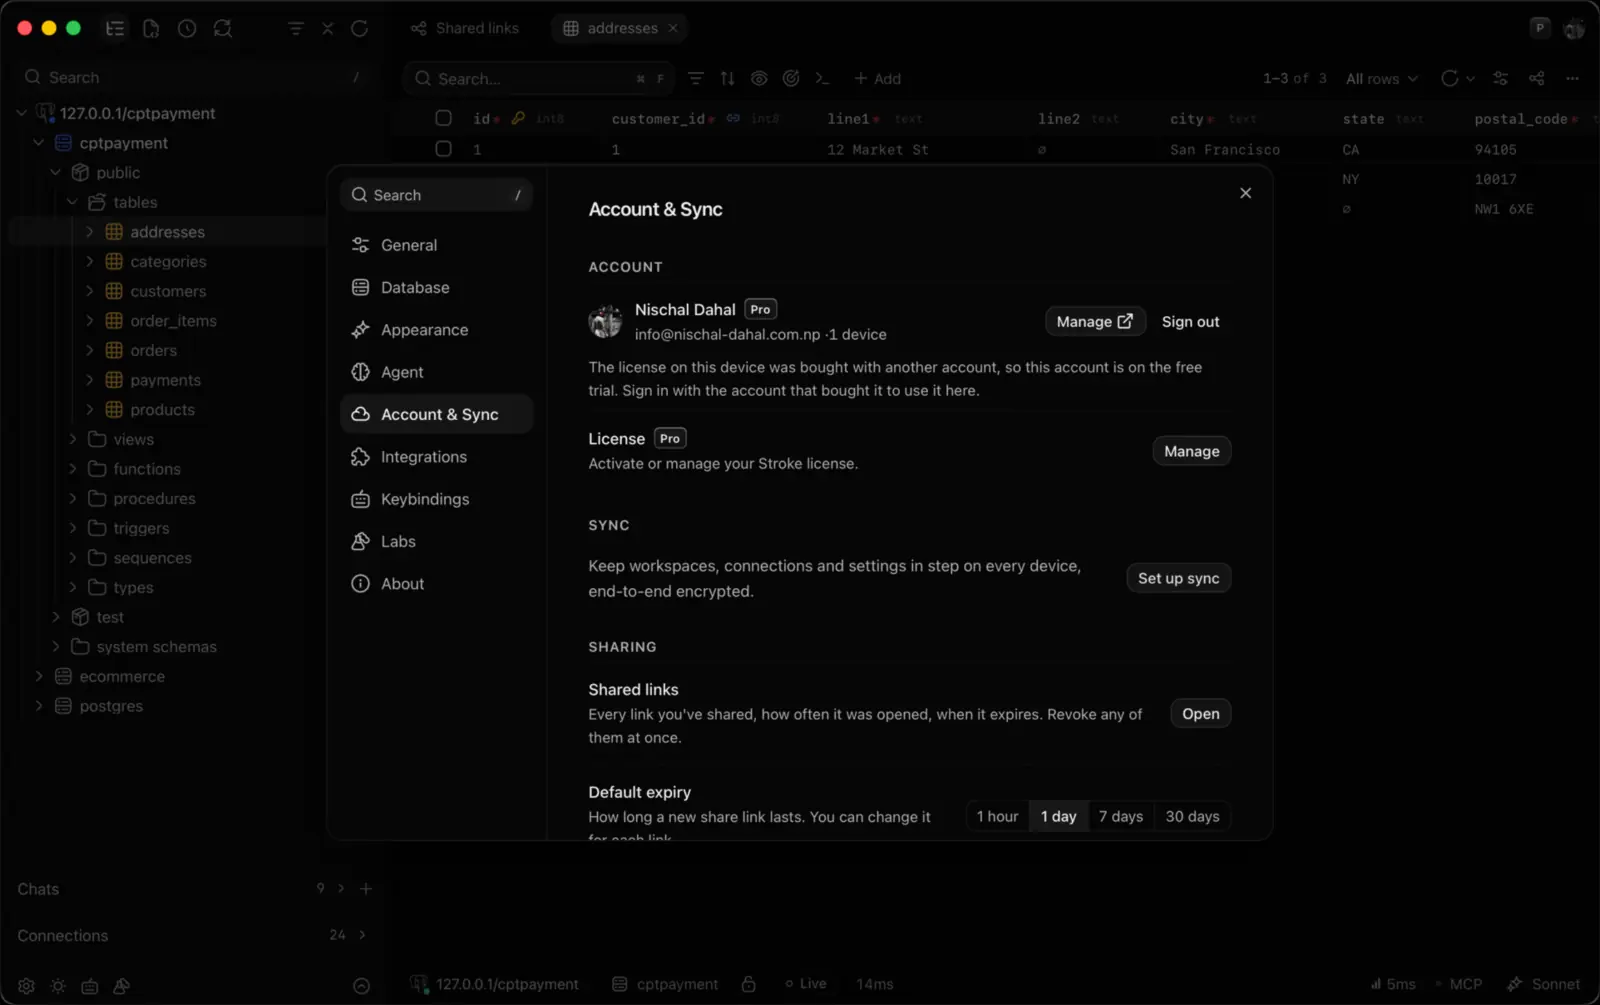 Shared links
addresses
P
Search /
Search... ⌘ F
Add
1–3 of 3
All rows
127.0.0.1/cptpayment
cptpayment
public
tables
addresses
categories
customers
order_items
orders
payments
products
views
functions
procedures
triggers
sequences
types
test
system schemas
ecommerce
postgres
id* int8 customer_id* int8 line1* text line2 text city* text state text postal_code*
1 1 12 Market St ∅ San Francisco CA 94105
NY 10017
∅ NW1 6XE
Search /
General
Database
Appearance
Agent
Account & Sync
Integrations
Keybindings
Labs
About
Account & Sync
ACCOUNT
Nischal Dahal Pro
info@nischal-dahal.com.np ·1 device
Manage
Sign out
The license on this device was bought with another account, so this account is on the free
trial. Sign in with the account that bought it to use it here.
License Pro
Activate or manage your Stroke license.
Manage
SYNC
Keep workspaces, connections and settings in step on every device,
end-to-end encrypted.
Set up sync
SHARING
Shared links
Every link you've shared, how often it was opened, when it expires. Revoke any of
them at once.
Open
Default expiry
How long a new share link lasts. You can change it
for each link.
1 hour 1 day 7 days 30 days
Chats 9
Connections 24
127.0.0.1/cptpayment cptpayment Live 14ms
5ms MCP Sonnet